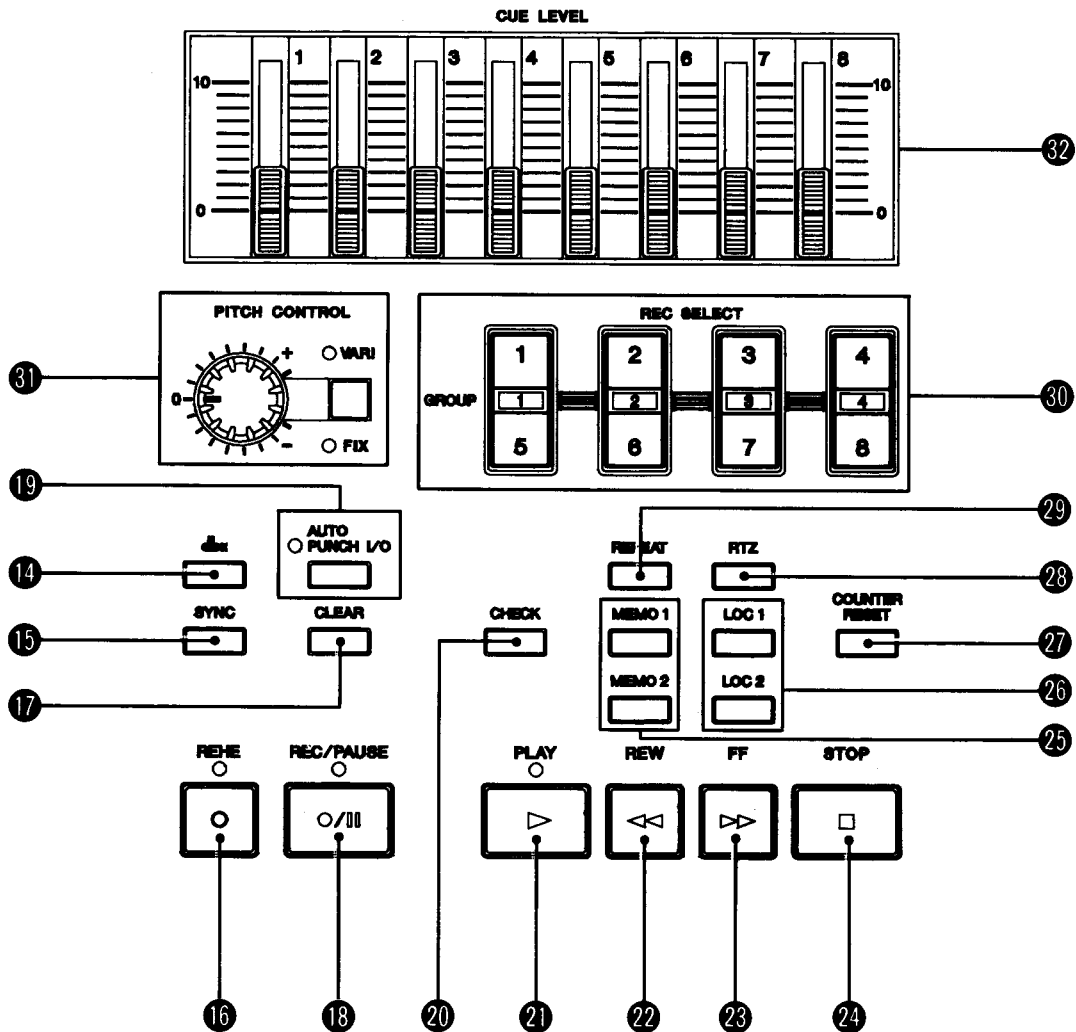 CUE LEVEL
1 2 3 4 5 6 7 8
10 10
0 0
32
PITCH CONTROL
+ VARI
0
- FIX
31
REC SELECT
1 2 3 4
GROUP 1 2 3 4
5 6 7 8
30
19
AUTO
PUNCH I/O
dbx
14
REPEAT RTZ
29
28
SYNC CLEAR CHECK MEMO 1 LOC 1 COUNTER
RESET
15
27
MEMO 2 LOC 2
26
17
25
REHE REC/PAUSE PLAY REW FF STOP
16 18 20 21 22 23 24